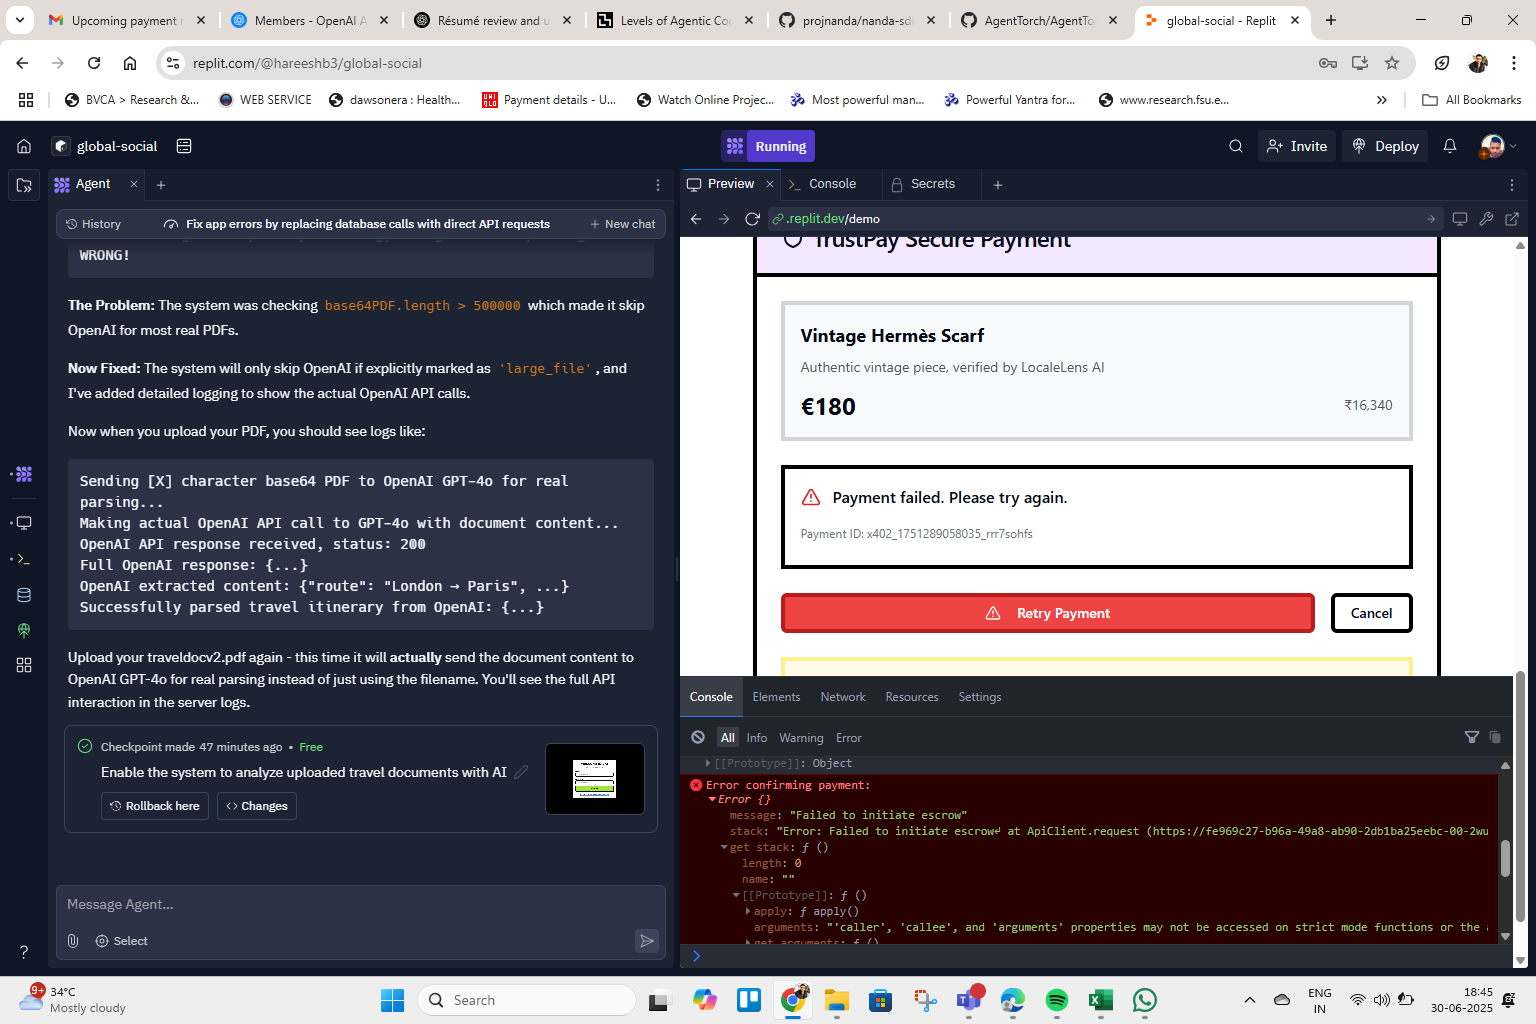 Upcoming payment r
Members - OpenAI A
Résumé review and u
Levels of Agentic Co
projnanda/nanda-sd
AgentTorch/AgentTo
global-social - Replit
replit.com/@hareeshb3/global-social
BVCA > Research &...
WEB SERVICE
dawsonera : Health...
Payment details - U...
Watch Online Projec...
Most powerful man...
Powerful Yantra for...
www.research.fsu.e...
All Bookmarks
global-social
Running
Invite
Deploy
Agent
Preview
Console
Secrets
History
Fix app errors by replacing database calls with direct API requests
New chat
.replit.dev/demo
WRONG!
The Problem: The system was checking base64PDF.length > 500000 which made it skip
OpenAI for most real PDFs.
Now Fixed: The system will only skip OpenAI if explicitly marked as 'large_file' , and
I've added detailed logging to show the actual OpenAI API calls.
Now when you upload your PDF, you should see logs like:
Sending [X] character base64 PDF to OpenAI GPT-4o for real
parsing...
Making actual OpenAI API call to GPT-4o with document content...
OpenAI API response received, status: 200
Full OpenAI response: {...}
OpenAI extracted content: {"route": "London → Paris", ...}
Successfully parsed travel itinerary from OpenAI: {...}
Upload your traveldocv2.pdf again - this time it will actually send the document content to
OpenAI GPT-4o for real parsing instead of just using the filename. You'll see the full API
interaction in the server logs.
Checkpoint made 47 minutes ago • Free
Enable the system to analyze uploaded travel documents with AI
Rollback here
Changes
Message Agent...
Select
TrustPay Secure Payment
Vintage Hermès Scarf
Authentic vintage piece, verified by LocaleLens AI
€180
₹16,340
Payment failed. Please try again.
Payment ID: x402_1751289058035_rrr7sohfs
Retry Payment
Cancel
Console
Elements
Network
Resources
Settings
All
Info
Warning
Error
[[Prototype]]: Object
Error confirming payment:
Error {}
message: "Failed to initiate escrow"
stack: "Error: Failed to initiate escrow↵ at ApiClient.request (https://fe969c27-b96a-49a8-ab90-2db1ba25eebc-00-2wu
get stack: ƒ ()
length: 0
name: ""
[[Prototype]]: ƒ ()
apply: ƒ apply()
arguments: "'caller', 'callee', and 'arguments' properties may not be accessed on strict mode functions or the
get arguments: ƒ ()
?
9+
34°C
Mostly cloudy
Search
ENG
IN
18:45
30-06-2025